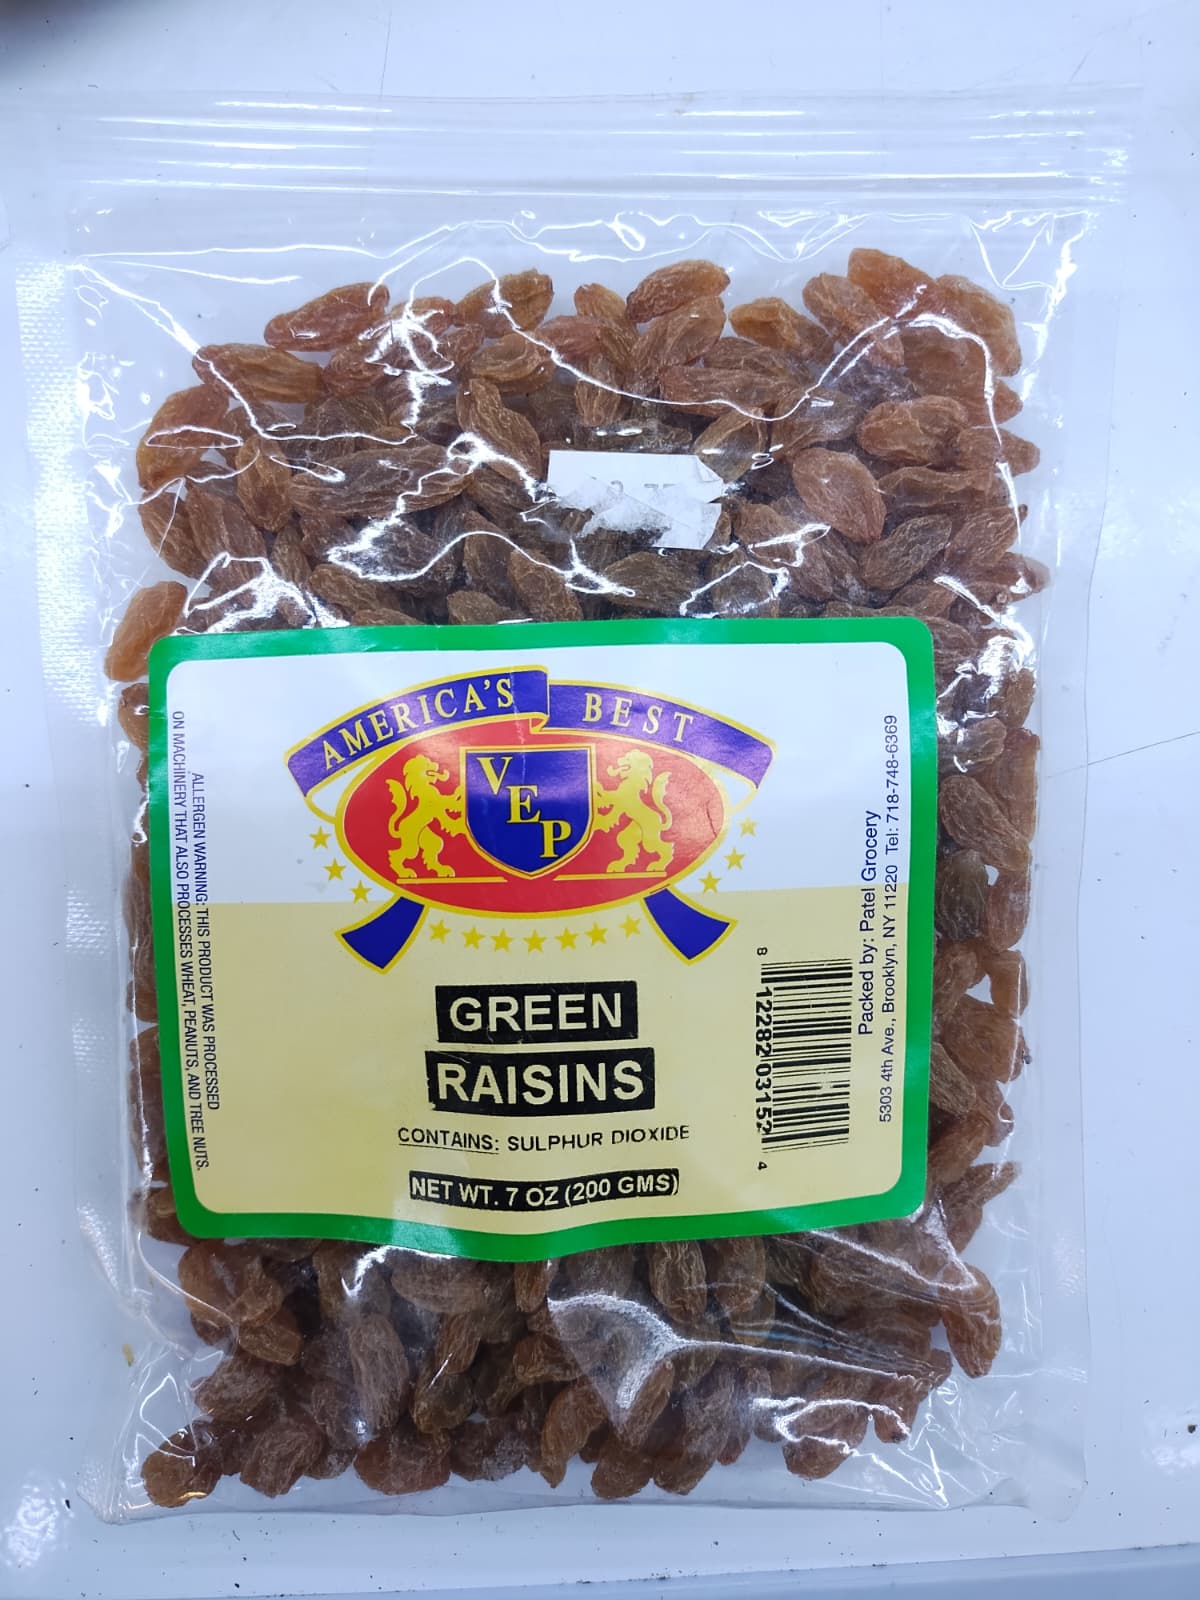 AMERICA'S BEST
V
E
P
GREEN
RAISINS
CONTAINS: SULPHUR DIOXIDE
NET WT. 7 OZ (200 GMS)
ALLERGEN WARNING: THIS PRODUCT WAS PROCESSED
ON MACHINERY THAT ALSO PROCESSES WHEAT, PEANUTS, AND TREE NUTS.
8 12282 03152 4
Packed by: Patel Grocery
5303 4th Ave., Brooklyn, NY 11220 Tel: 718-748-6369